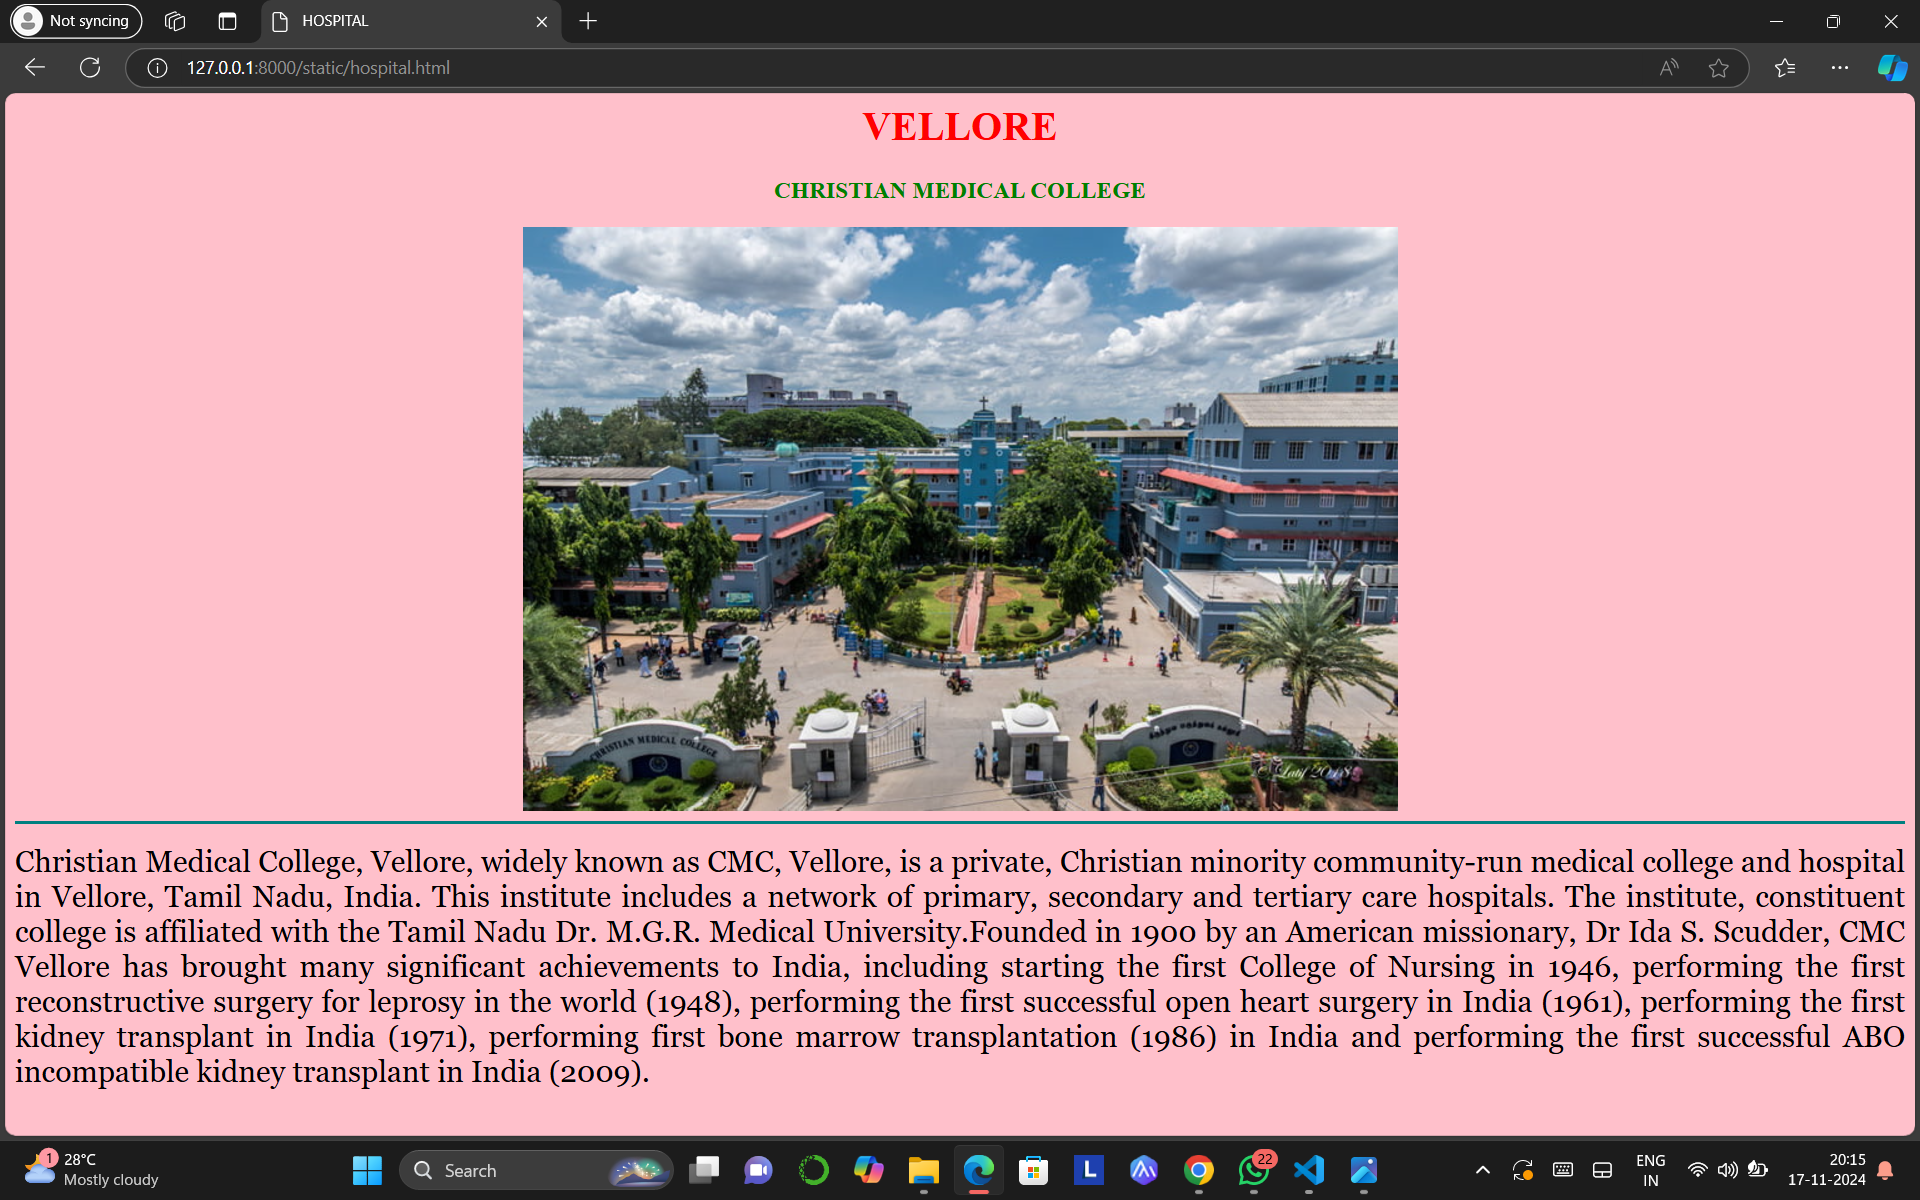 Not syncing
HOSPITAL
127.0.0.1:8000/static/hospital.html
VELLORE
CHRISTIAN MEDICAL COLLEGE
CHRISTIAN MEDICAL COLLEGE
© Latif 2018
Christian Medical College, Vellore, widely known as CMC, Vellore, is a private, Christian minority community-run medical college and hospital
in Vellore, Tamil Nadu, India. This institute includes a network of primary, secondary and tertiary care hospitals. The institute, constituent
college is affiliated with the Tamil Nadu Dr. M.G.R. Medical University.Founded in 1900 by an American missionary, Dr Ida S. Scudder, CMC
Vellore has brought many significant achievements to India, including starting the first College of Nursing in 1946, performing the first
reconstructive surgery for leprosy in the world (1948), performing the first successful open heart surgery in India (1961), performing the first
kidney transplant in India (1971), performing first bone marrow transplantation (1986) in India and performing the first successful ABO
incompatible kidney transplant in India (2009).
1
28°C
Mostly cloudy
Search
L
22
ENG
IN
20:15
17-11-2024